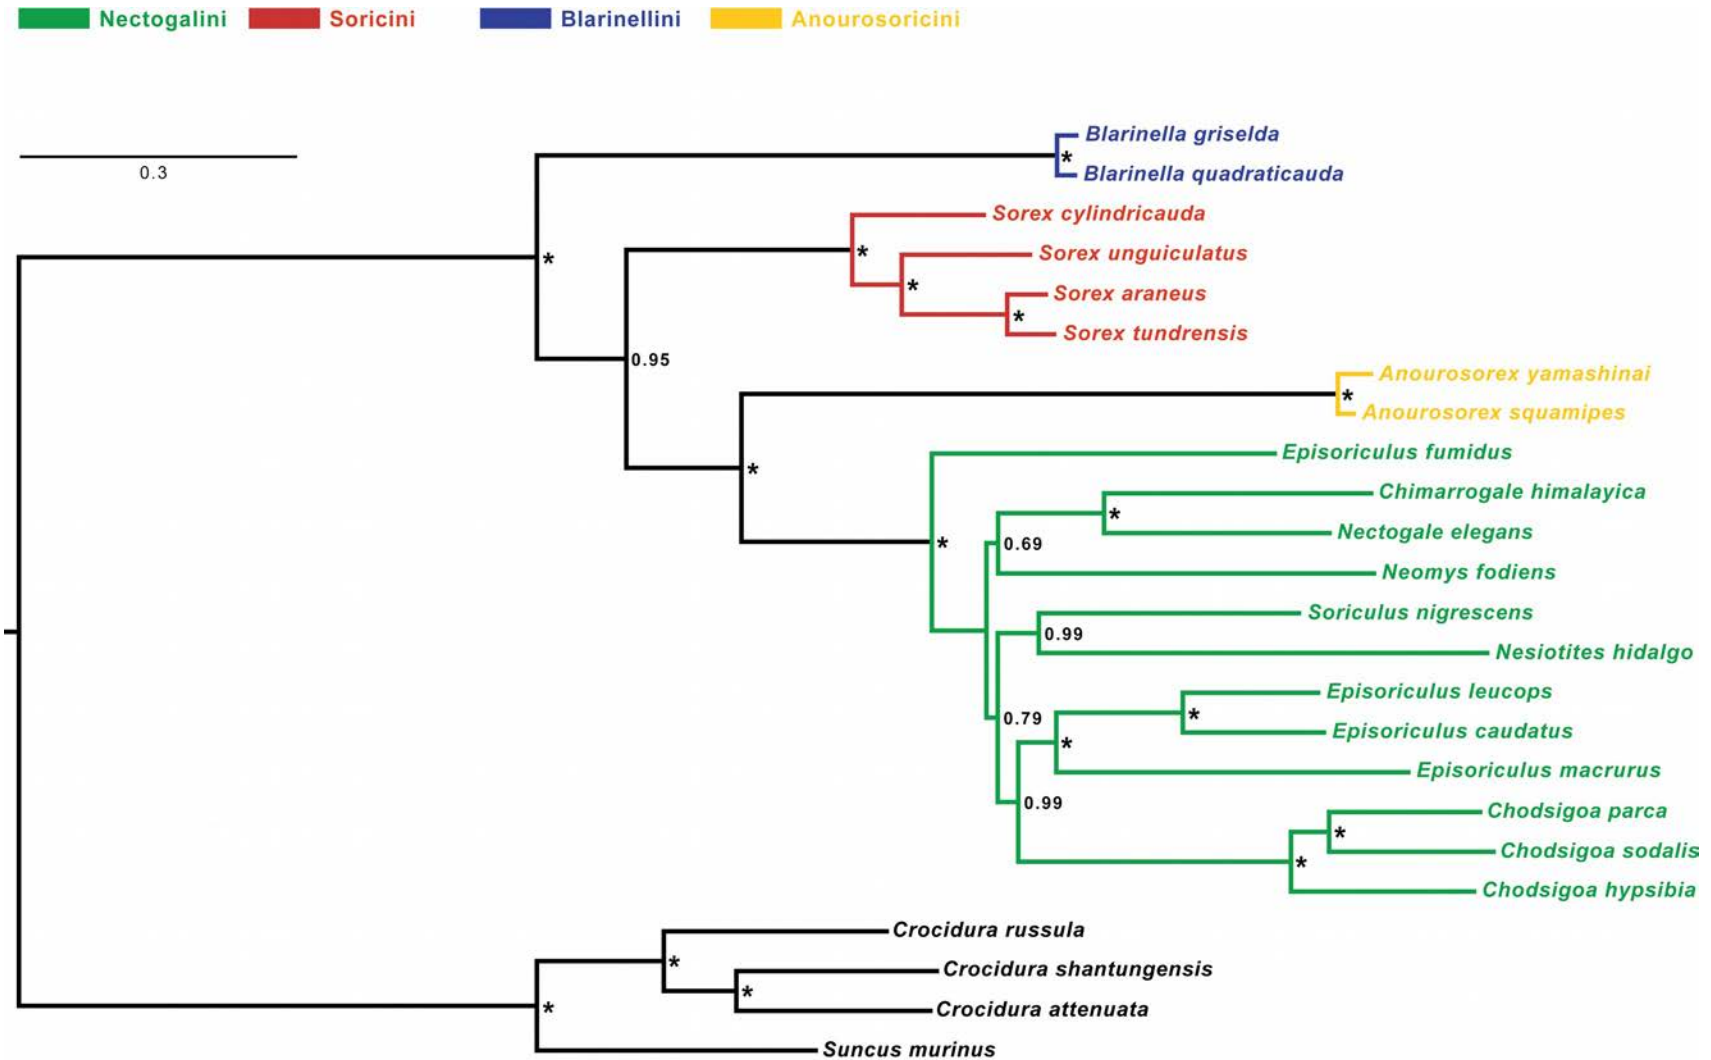 Nectogalini Soricini Blarinellini Anourosoricini
0.3
Blarinella griselda
*
Blarinella quadraticauda
Sorex cylindricauda
*
Sorex unguiculatus
*
*
Sorex araneus
*
Sorex tundrensis
0.95
Anourosorex yamashinai
*
Anourosorex squamipes
Episoriculus fumidus
*
Chimarrogale himalayica
*
Nectogale elegans
*
0.69
Neomys fodiens
Soriculus nigrescens
0.99
Nesiotites hidalgo
Episoriculus leucops
0.79
*
Episoriculus caudatus
*
Episoriculus macrurus
0.99
Chodsigoa parca
*
Chodsigoa sodalis
*
Chodsigoa hypsibia
Crocidura russula
*
Crocidura shantungensis
*
*
Crocidura attenuata
Suncus murinus